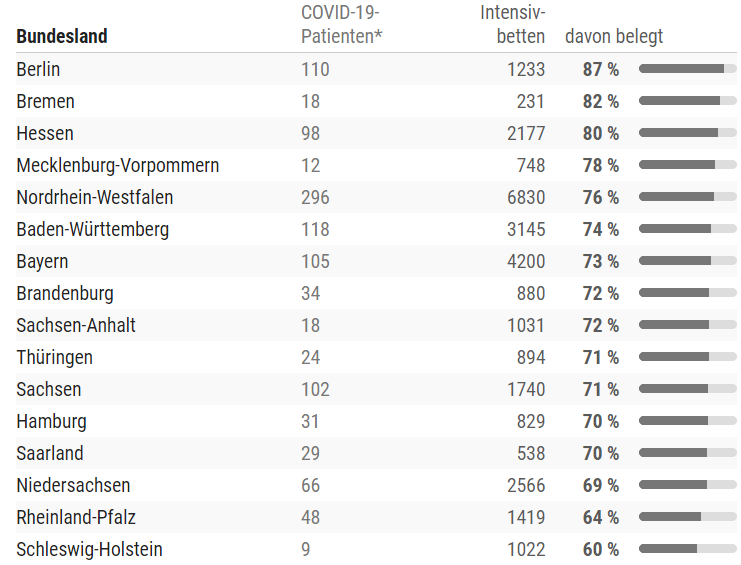 Bundesland COVID-19-Patienten* Intensiv-betten davon belegt
Berlin 110 1233 87 %
Bremen 18 231 82 %
Hessen 98 2177 80 %
Mecklenburg-Vorpommern 12 748 78 %
Nordrhein-Westfalen 296 6830 76 %
Baden-Württemberg 118 3145 74 %
Bayern 105 4200 73 %
Brandenburg 34 880 72 %
Sachsen-Anhalt 18 1031 72 %
Thüringen 24 894 71 %
Sachsen 102 1740 71 %
Hamburg 31 829 70 %
Saarland 29 538 70 %
Niedersachsen 66 2566 69 %
Rheinland-Pfalz 48 1419 64 %
Schleswig-Holstein 9 1022 60 %